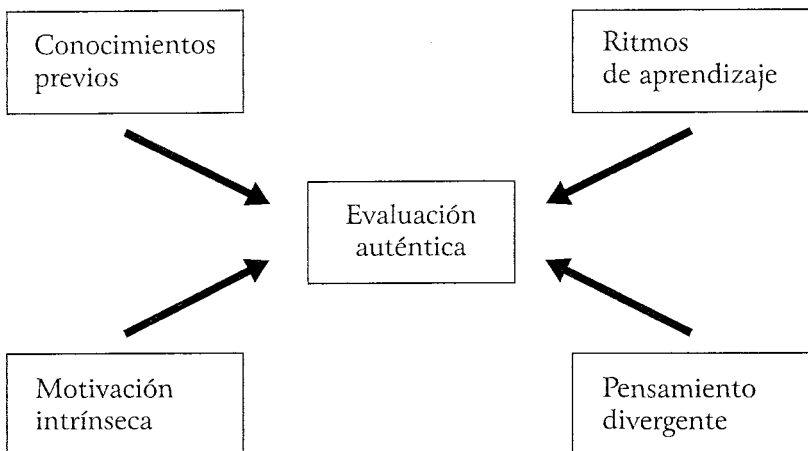 Conocimientos
previos
Ritmos
de aprendizaje
Evaluación
auténtica
Motivación
intrínseca
Pensamiento
divergente